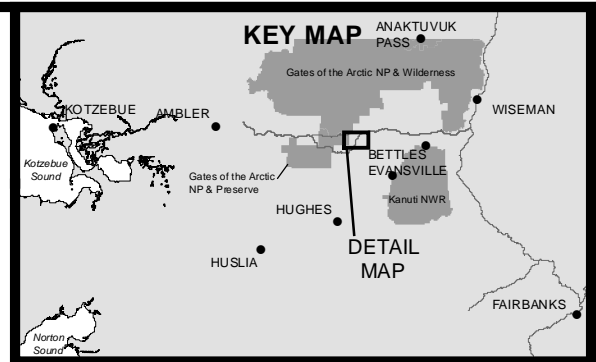 KEY MAP
ANAKTUVUK
PASS
Gates of the Arctic NP & Wilderness
KOTZEBUE
AMBLER
WISEMAN
Kotzebue
Sound
BETTLES
EVANSVILLE
Gates of the Arctic
NP & Preserve
Kanuti NWR
HUGHES
DETAIL
MAP
HUSLIA
FAIRBANKS
Norton
Sound